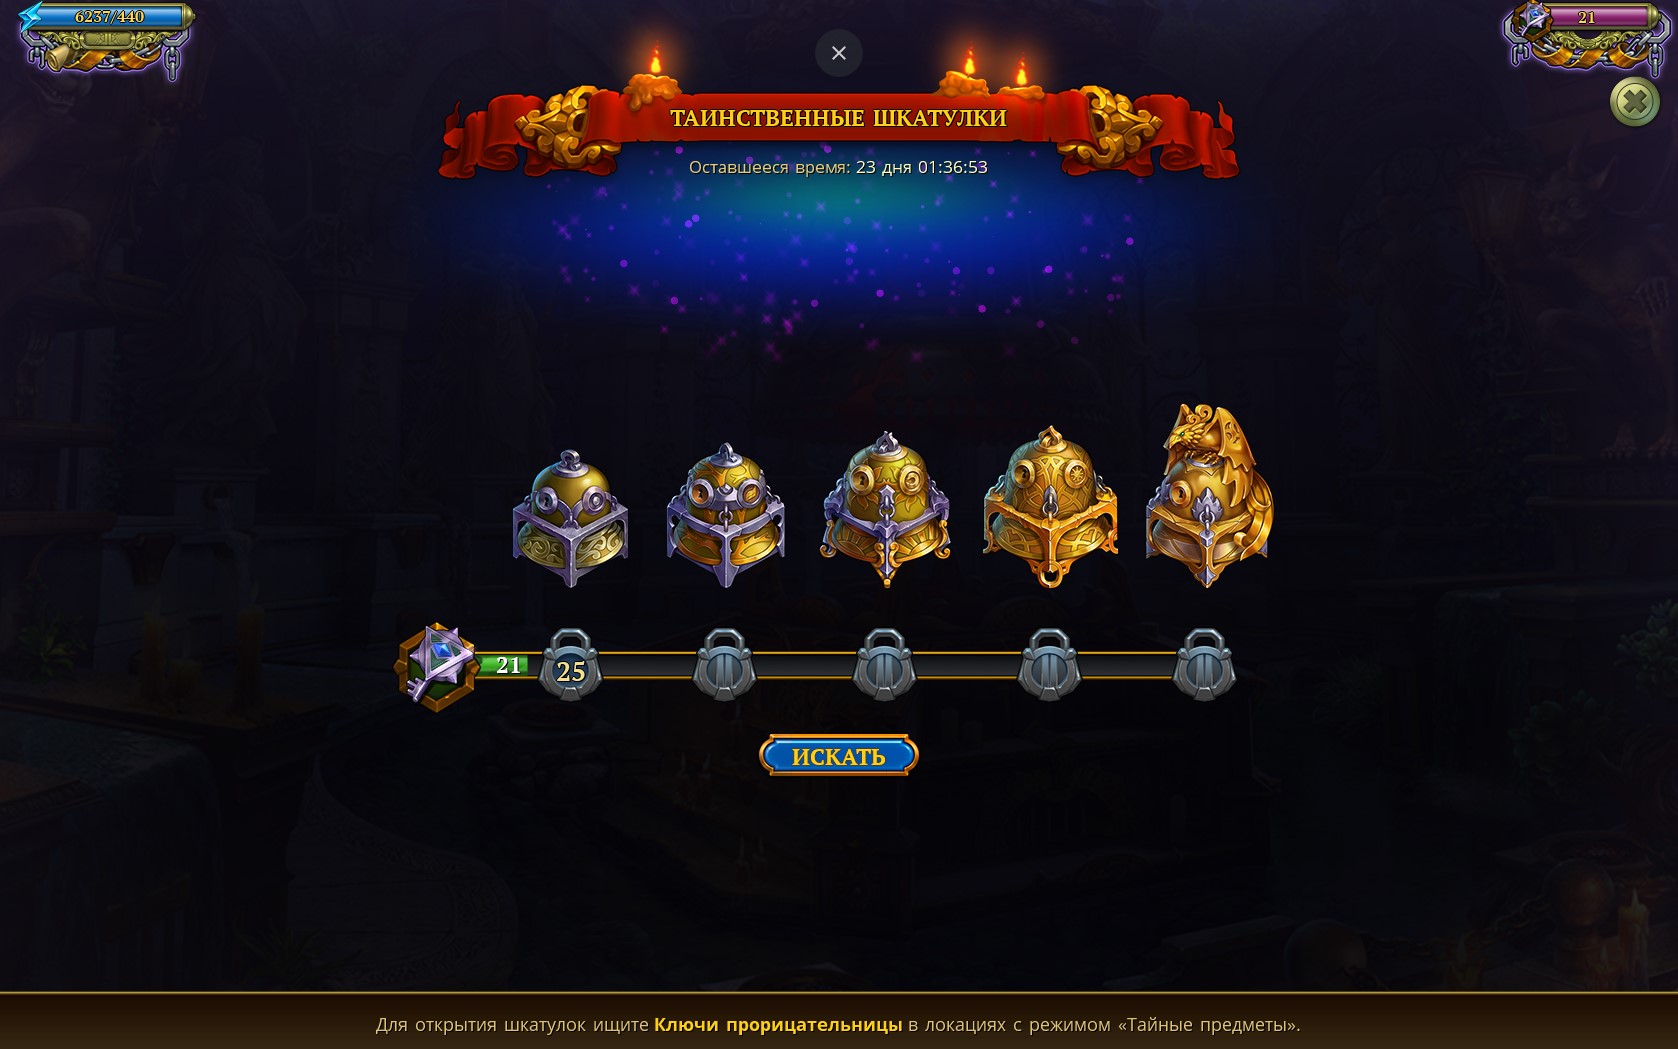 6237/440
21
ТАИНСТВЕННЫЕ ШКАТУЛКИ
Оставшееся время: 23 дня 01:36:53
21
25
ИСКАТЬ
Для открытия шкатулок ищите Ключи прорицательницы в локациях с режимом «Тайные предметы».